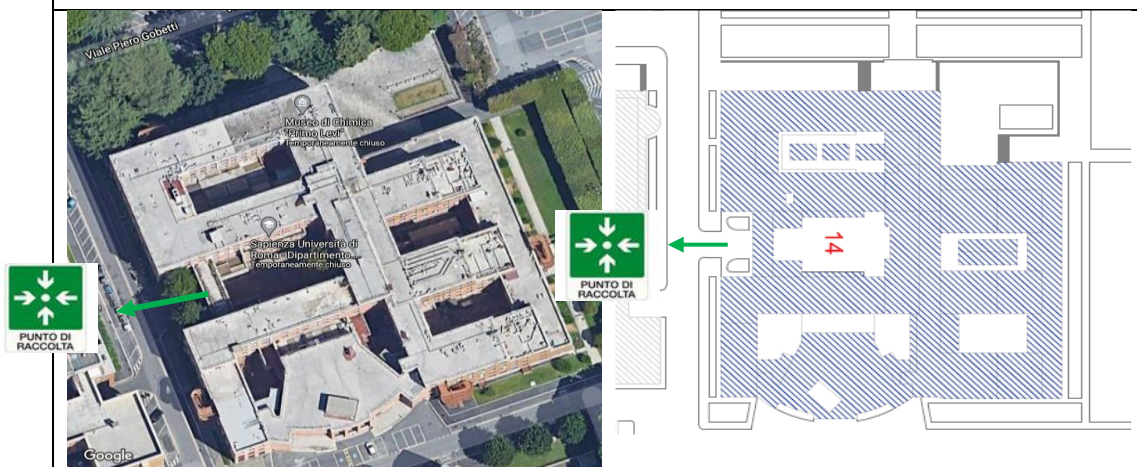 Viale Piero Gobetti
Museo di Chimica
"Primo Levi"
Temporaneamente chiuso
Sapienza Università di
Roma - Dipartimento...
Temporaneamente chiuso
PUNTO DI
RACCOLTA
Google
PUNTO DI
RACCOLTA
14